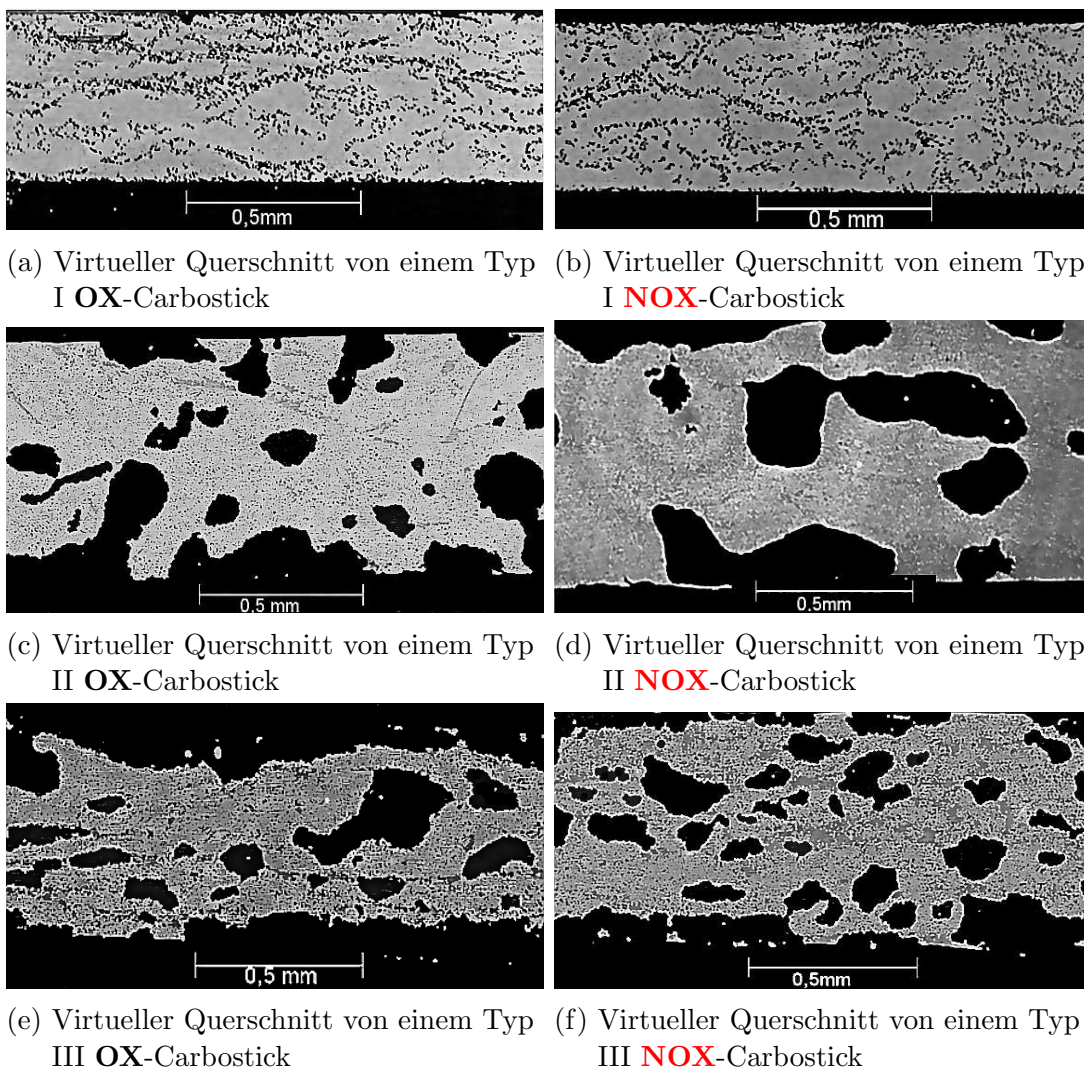 0,5mm
0,5 mm
(a) Virtueller Querschnitt von einem Typ
I OX-Carbostick
(b) Virtueller Querschnitt von einem Typ
I NOX-Carbostick
0,5 mm
0.5mm
(c) Virtueller Querschnitt von einem Typ
II OX-Carbostick
(d) Virtueller Querschnitt von einem Typ
II NOX-Carbostick
0,5 mm
0,5mm
(e) Virtueller Querschnitt von einem Typ
III OX-Carbostick
(f) Virtueller Querschnitt von einem Typ
III NOX-Carbostick